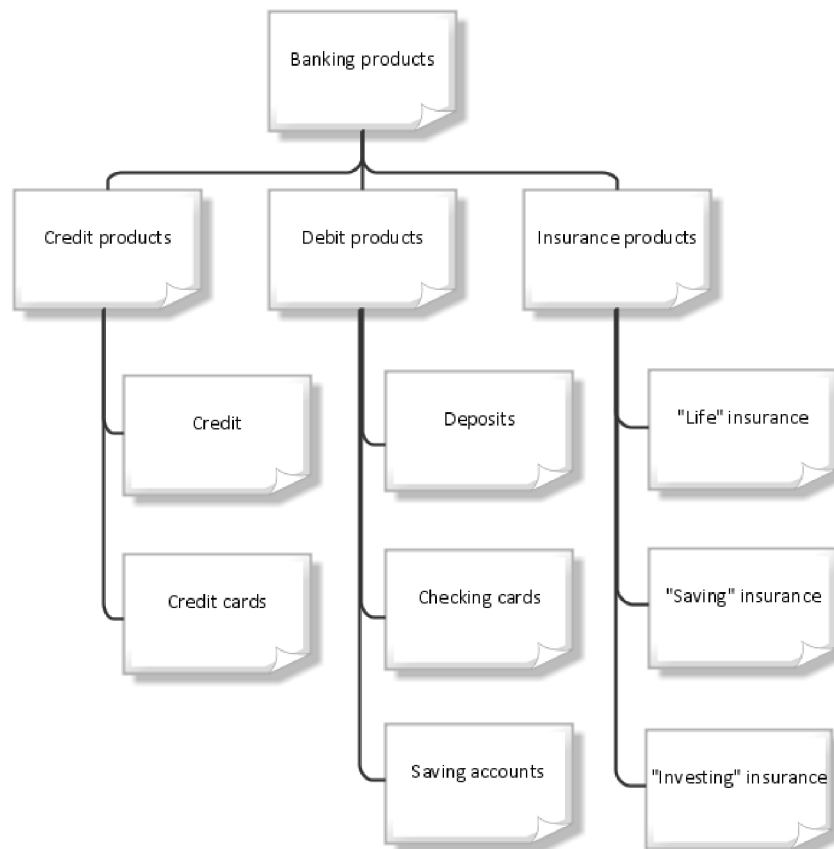 Banking products
Credit products
Debit products
Insurance products
Credit
Deposits
"Life" insurance
Credit cards
Checking cards
"Saving" insurance
Saving accounts
"Investing" insurance